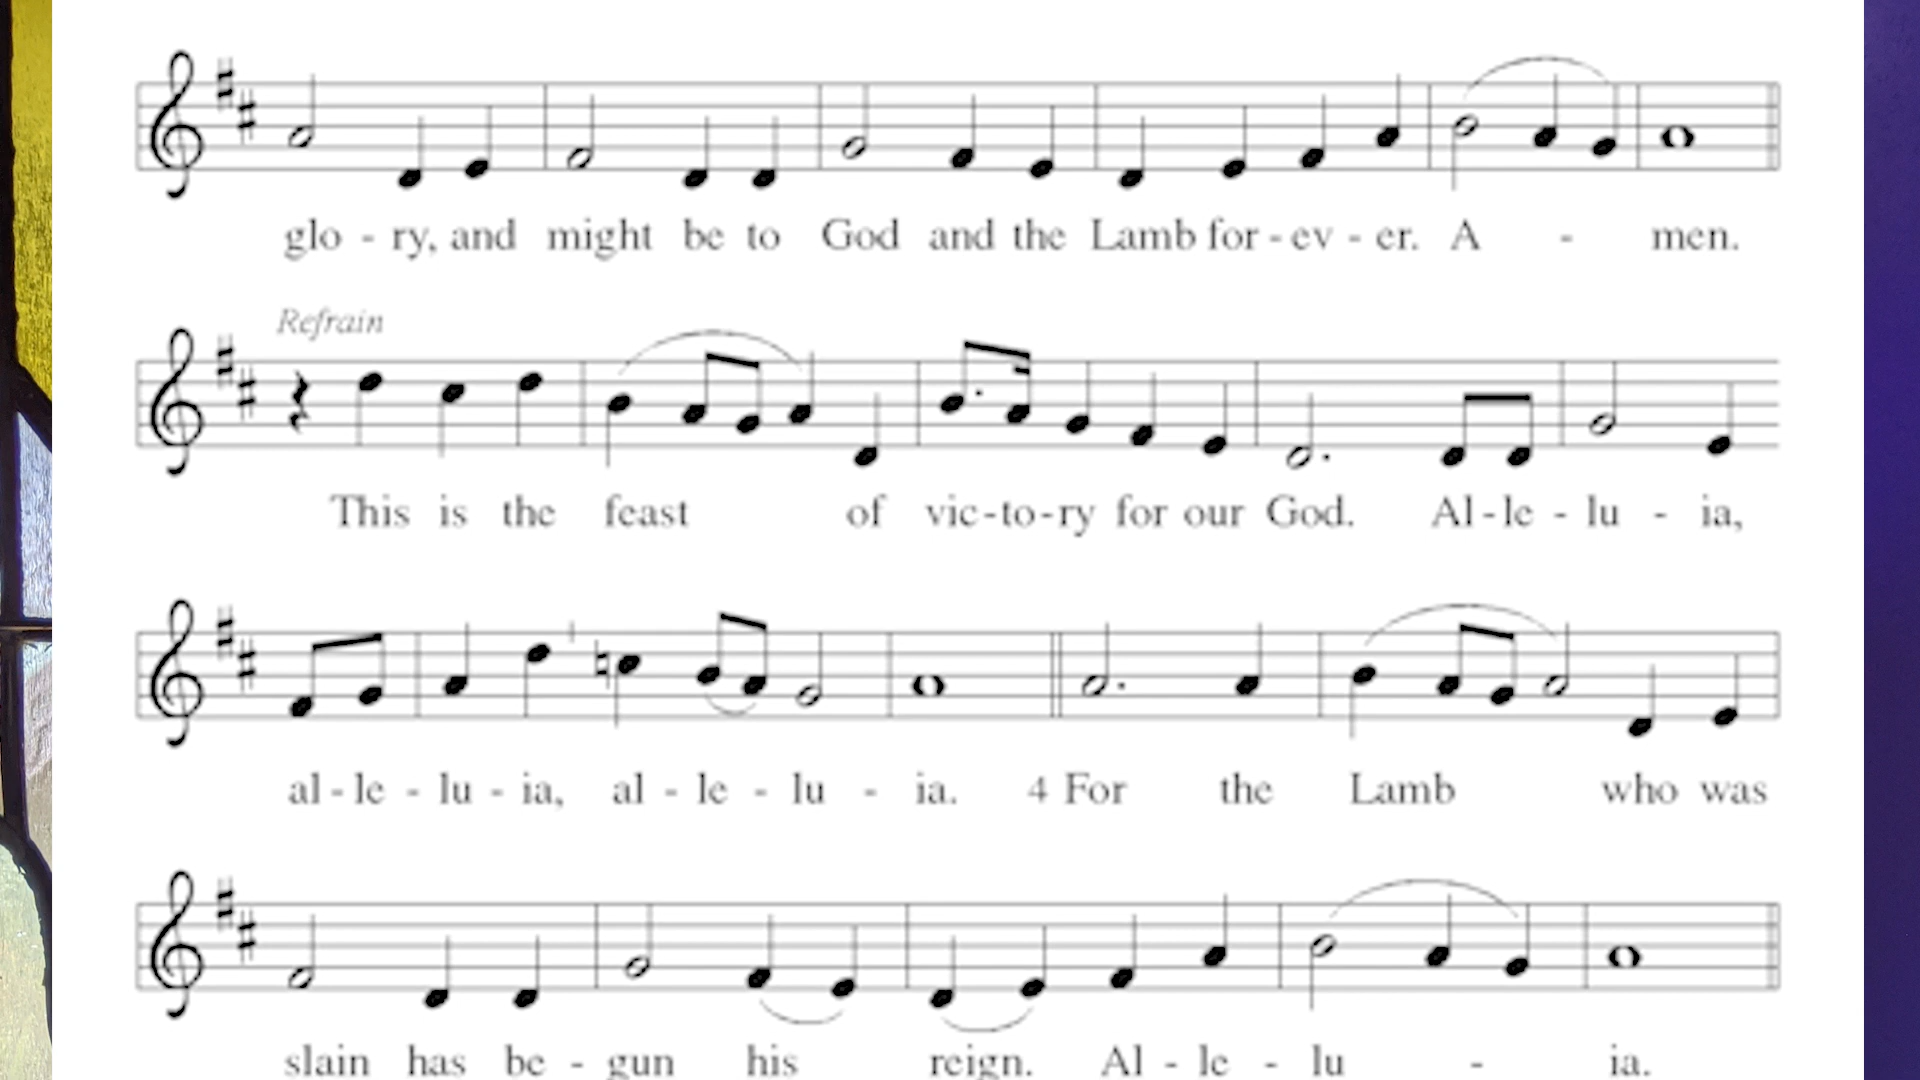 glo - ry, and might be to God and the Lamb for - ev - er. A - men.
Refrain
This is the feast of vic - to - ry for our God. Al - le - lu - ia,
al - le - lu - ia, al - le - lu - ia. 4 For the Lamb who was
slain has be - gun his reign. Al - le - lu - ia.